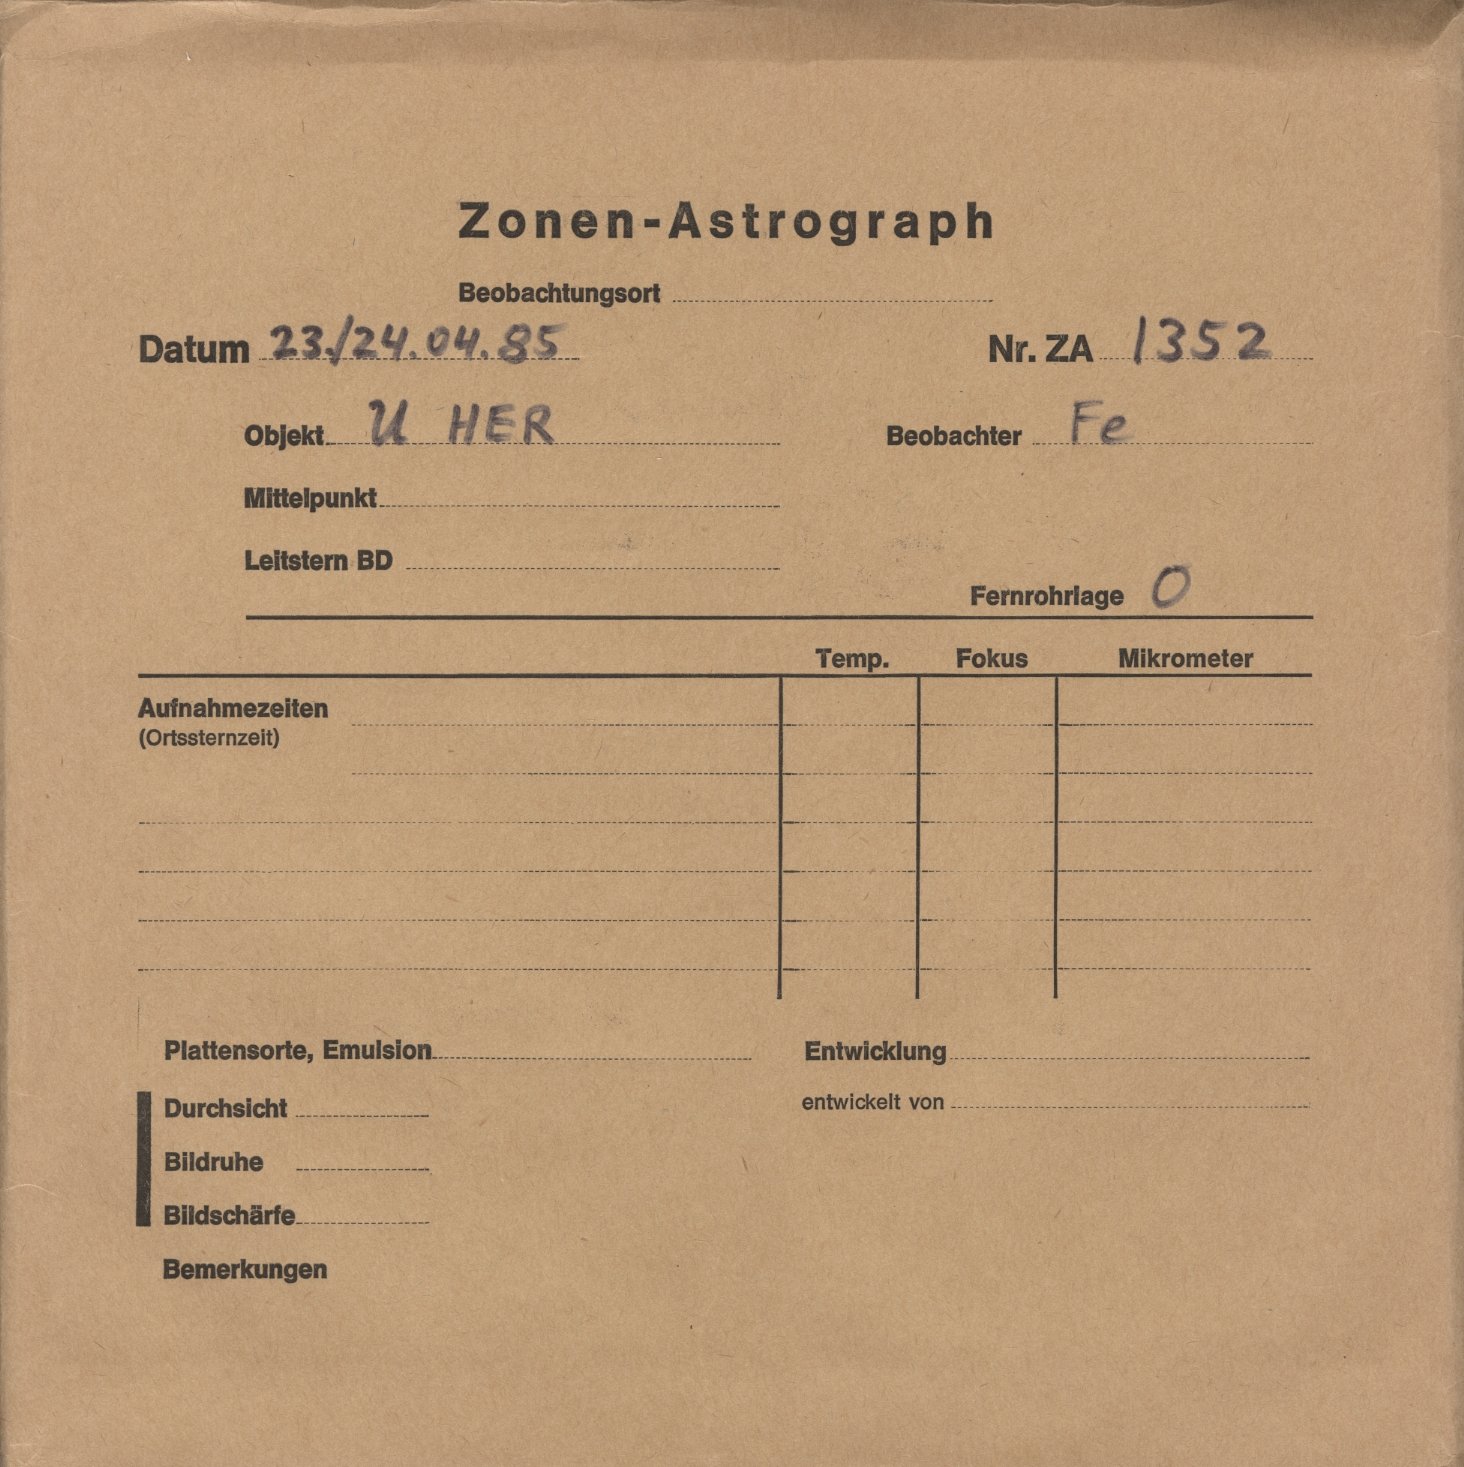 Zonen-Astrograph
Beobachtungsort
Datum 23./24.04.85 Nr. ZA 1352
Objekt U HER Beobachter Fe
Mittelpunkt
Leitstern BD
Fernrohrlage O
Temp. Fokus Mikrometer
Aufnahmezeiten
(Ortssternzeit)
Plattensorte, Emulsion Entwicklung
Durchsicht entwickelt von
Bildruhe
Bildschärfe
Bemerkungen